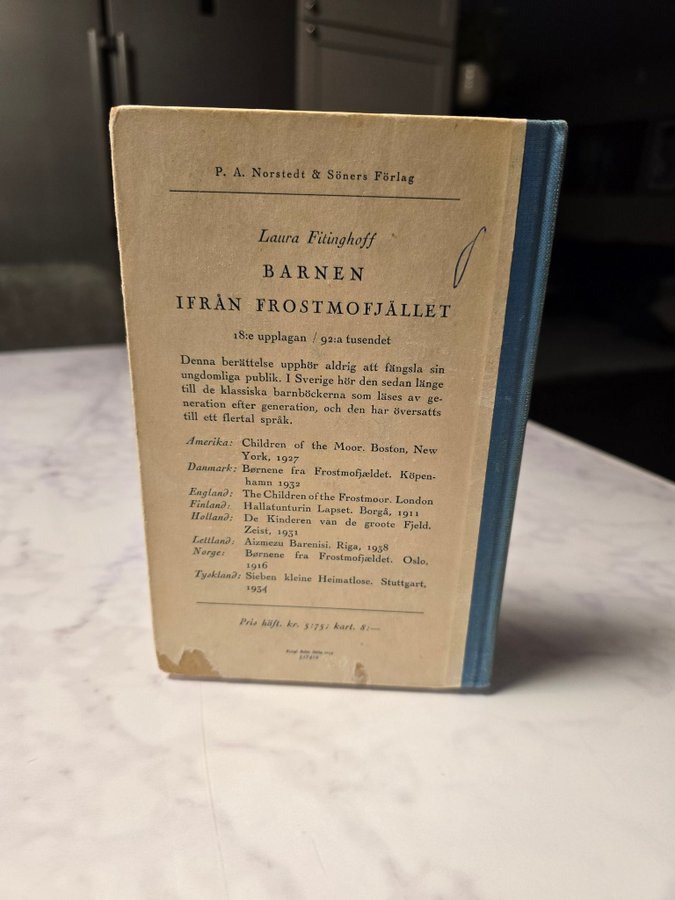 P. A. Norstedt & Söners Förlag
Laura Fitinghoff
BARNEN
IFRÅN FROSTMOFJÄLLET
18:e upplagan / 92:a tusendet
Denna berättelse upphör aldrig att fängsla sin
ungdomliga publik. I Sverige hör den sedan länge
till de klassiska barnböckerna som läses av ge-
neration efter generation, och den har översatts
till ett flertal språk.
Amerika: Children of the Moor. Boston, New
York, 1927
Danmark: Børnene fra Frostmofjældet. Köpen-
hamn 1932
England: The Children of the Frostmoor. London
Finland: Hallatunturin Lapset. Borgå, 1911
Holland: De Kinderen van de groote Fjeld.
Zeist, 1931
Lettland: Aizmezu Barenisi. Riga, 1938
Norge: Børnene fra Frostmofjældet. Oslo,
1916
Tyskland: Sieben kleine Heimatlose. Stuttgart,
1934
Pris häft. kr. 5:75; kart. 8:—